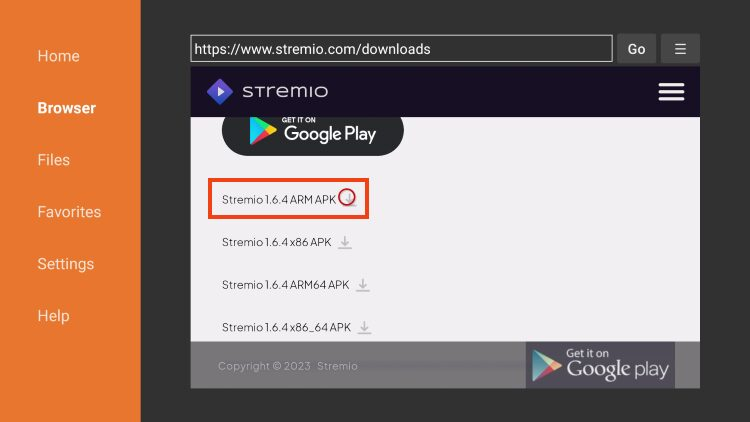 Home
Browser
Files
Favorites
Settings
Help
https://www.stremio.com/downloads
Go
stremio
GET IT ON
Google Play
Stremio 1.6.4 ARM APK
Stremio 1.6.4 x86 APK
Stremio 1.6.4 ARM64 APK
Stremio 1.6.4 x86_64 APK
Copyright © 2023 Stremio
Get it on
Google play